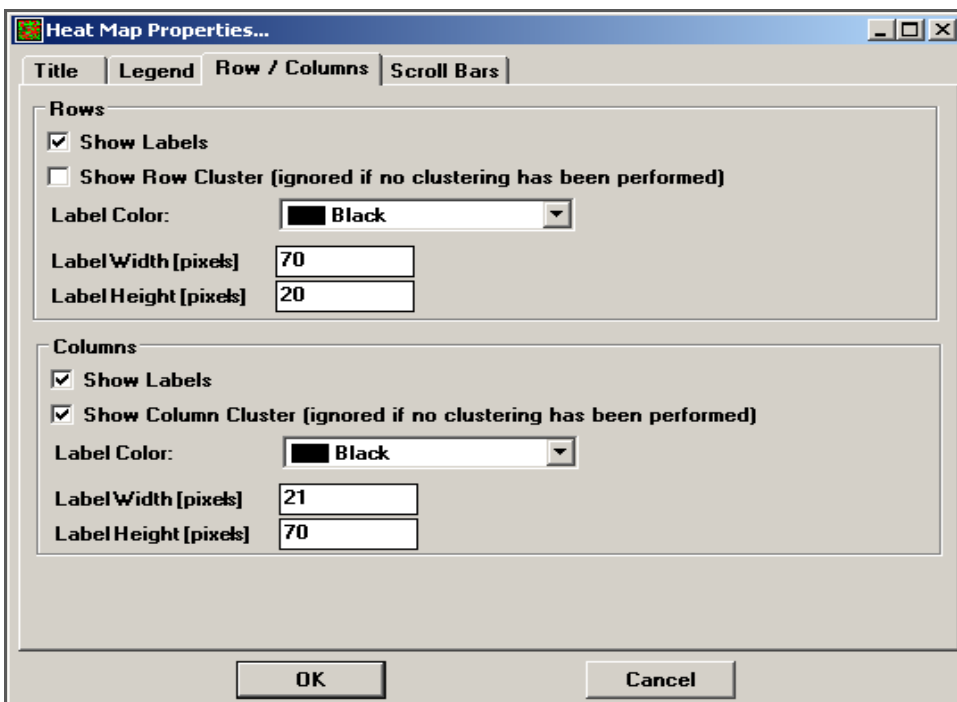 Heat Map Properties...
Title Legend Row / Columns Scroll Bars
Rows
Show Labels
Show Row Cluster (ignored if no clustering has been performed)
Label Color: Black
Label Width [pixels] 70
Label Height [pixels] 20
Columns
Show Labels
Show Column Cluster (ignored if no clustering has been performed)
Label Color: Black
Label Width [pixels] 21
Label Height [pixels] 70
OK Cancel